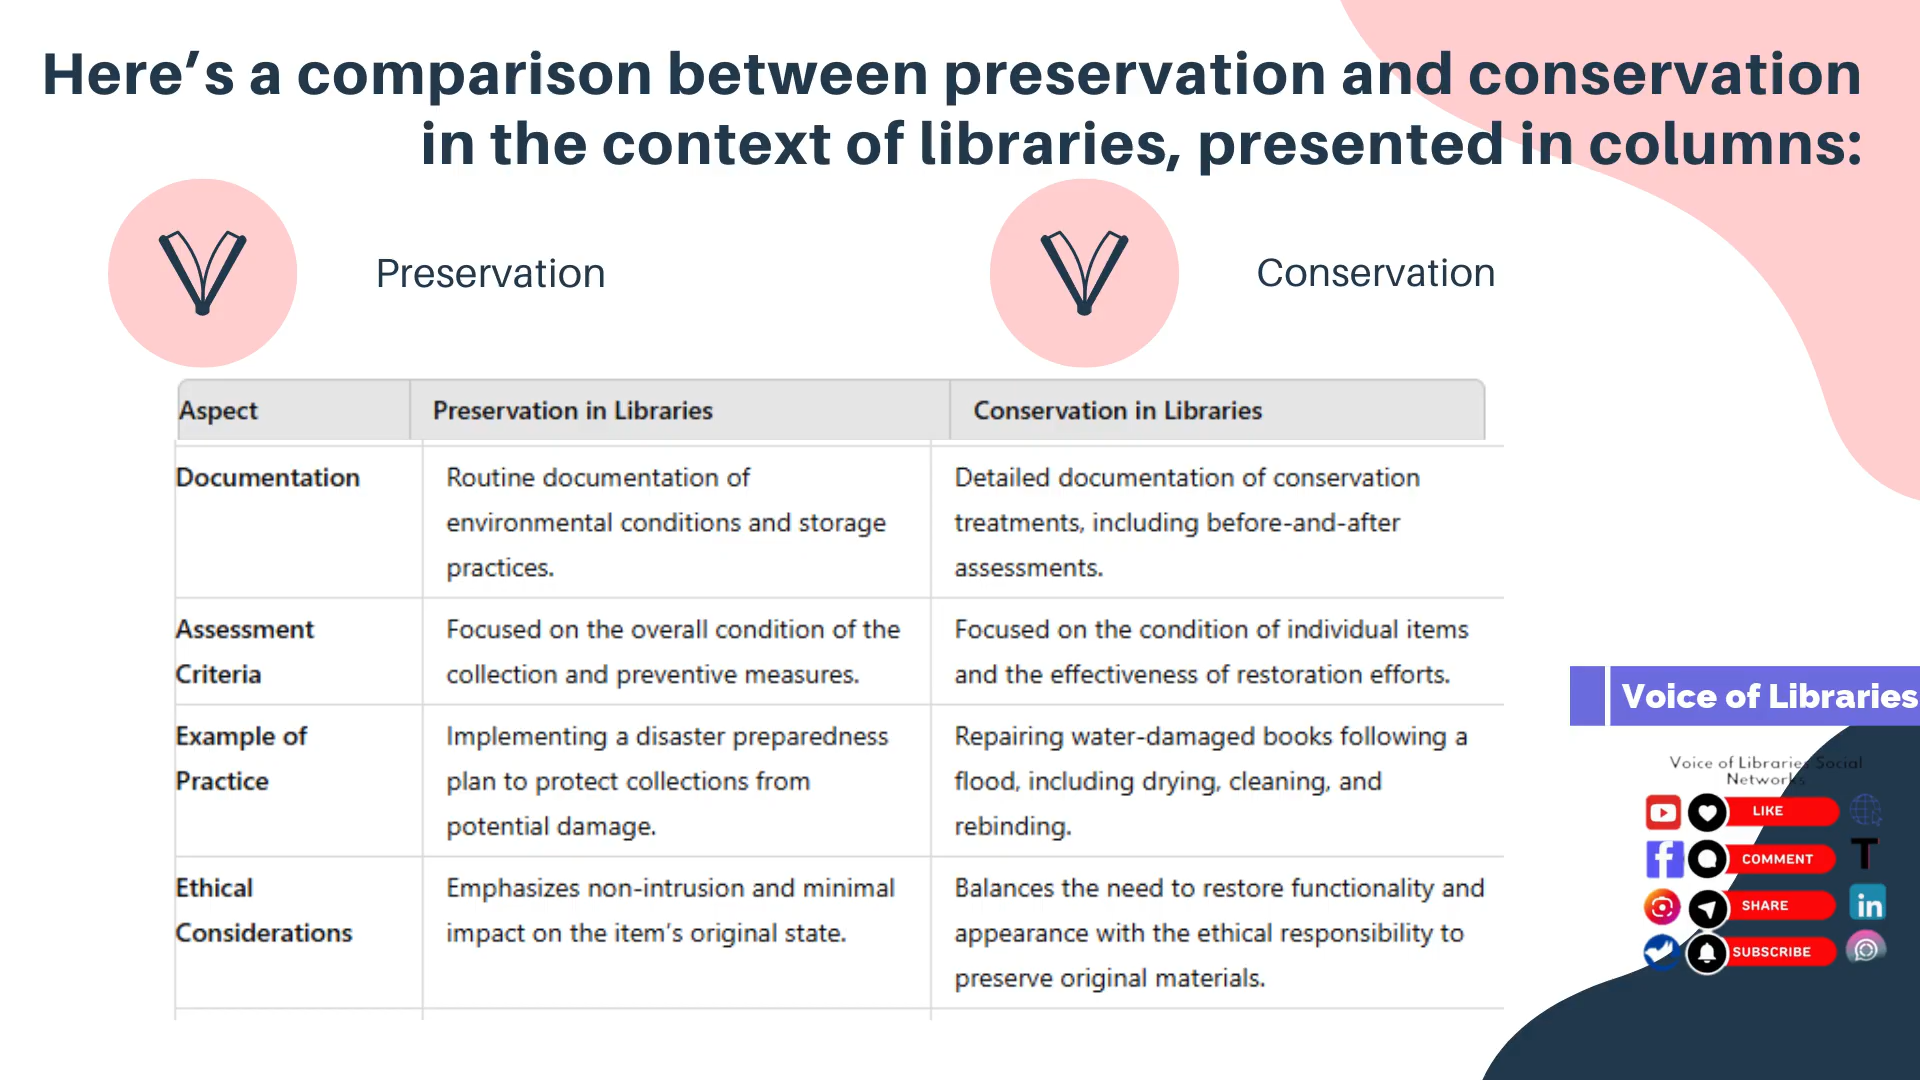 Here’s a comparison between preservation and conservation
in the context of libraries, presented in columns:
Preservation
Conservation
Aspect
Preservation in Libraries
Conservation in Libraries
Documentation
Routine documentation of
environmental conditions and storage
practices.
Detailed documentation of conservation
treatments, including before-and-after
assessments.
Assessment
Criteria
Focused on the overall condition of the
collection and preventive measures.
Focused on the condition of individual items
and the effectiveness of restoration efforts.
Example of
Practice
Implementing a disaster preparedness
plan to protect collections from
potential damage.
Repairing water-damaged books following a
flood, including drying, cleaning, and
rebinding.
Ethical
Considerations
Emphasizes non-intrusion and minimal
impact on the item’s original state.
Balances the need to restore functionality and
appearance with the ethical responsibility to
preserve original materials.
Voice of Libraries
Voice of Libraries Social
Networks
LIKE
COMMENT
SHARE
SUBSCRIBE